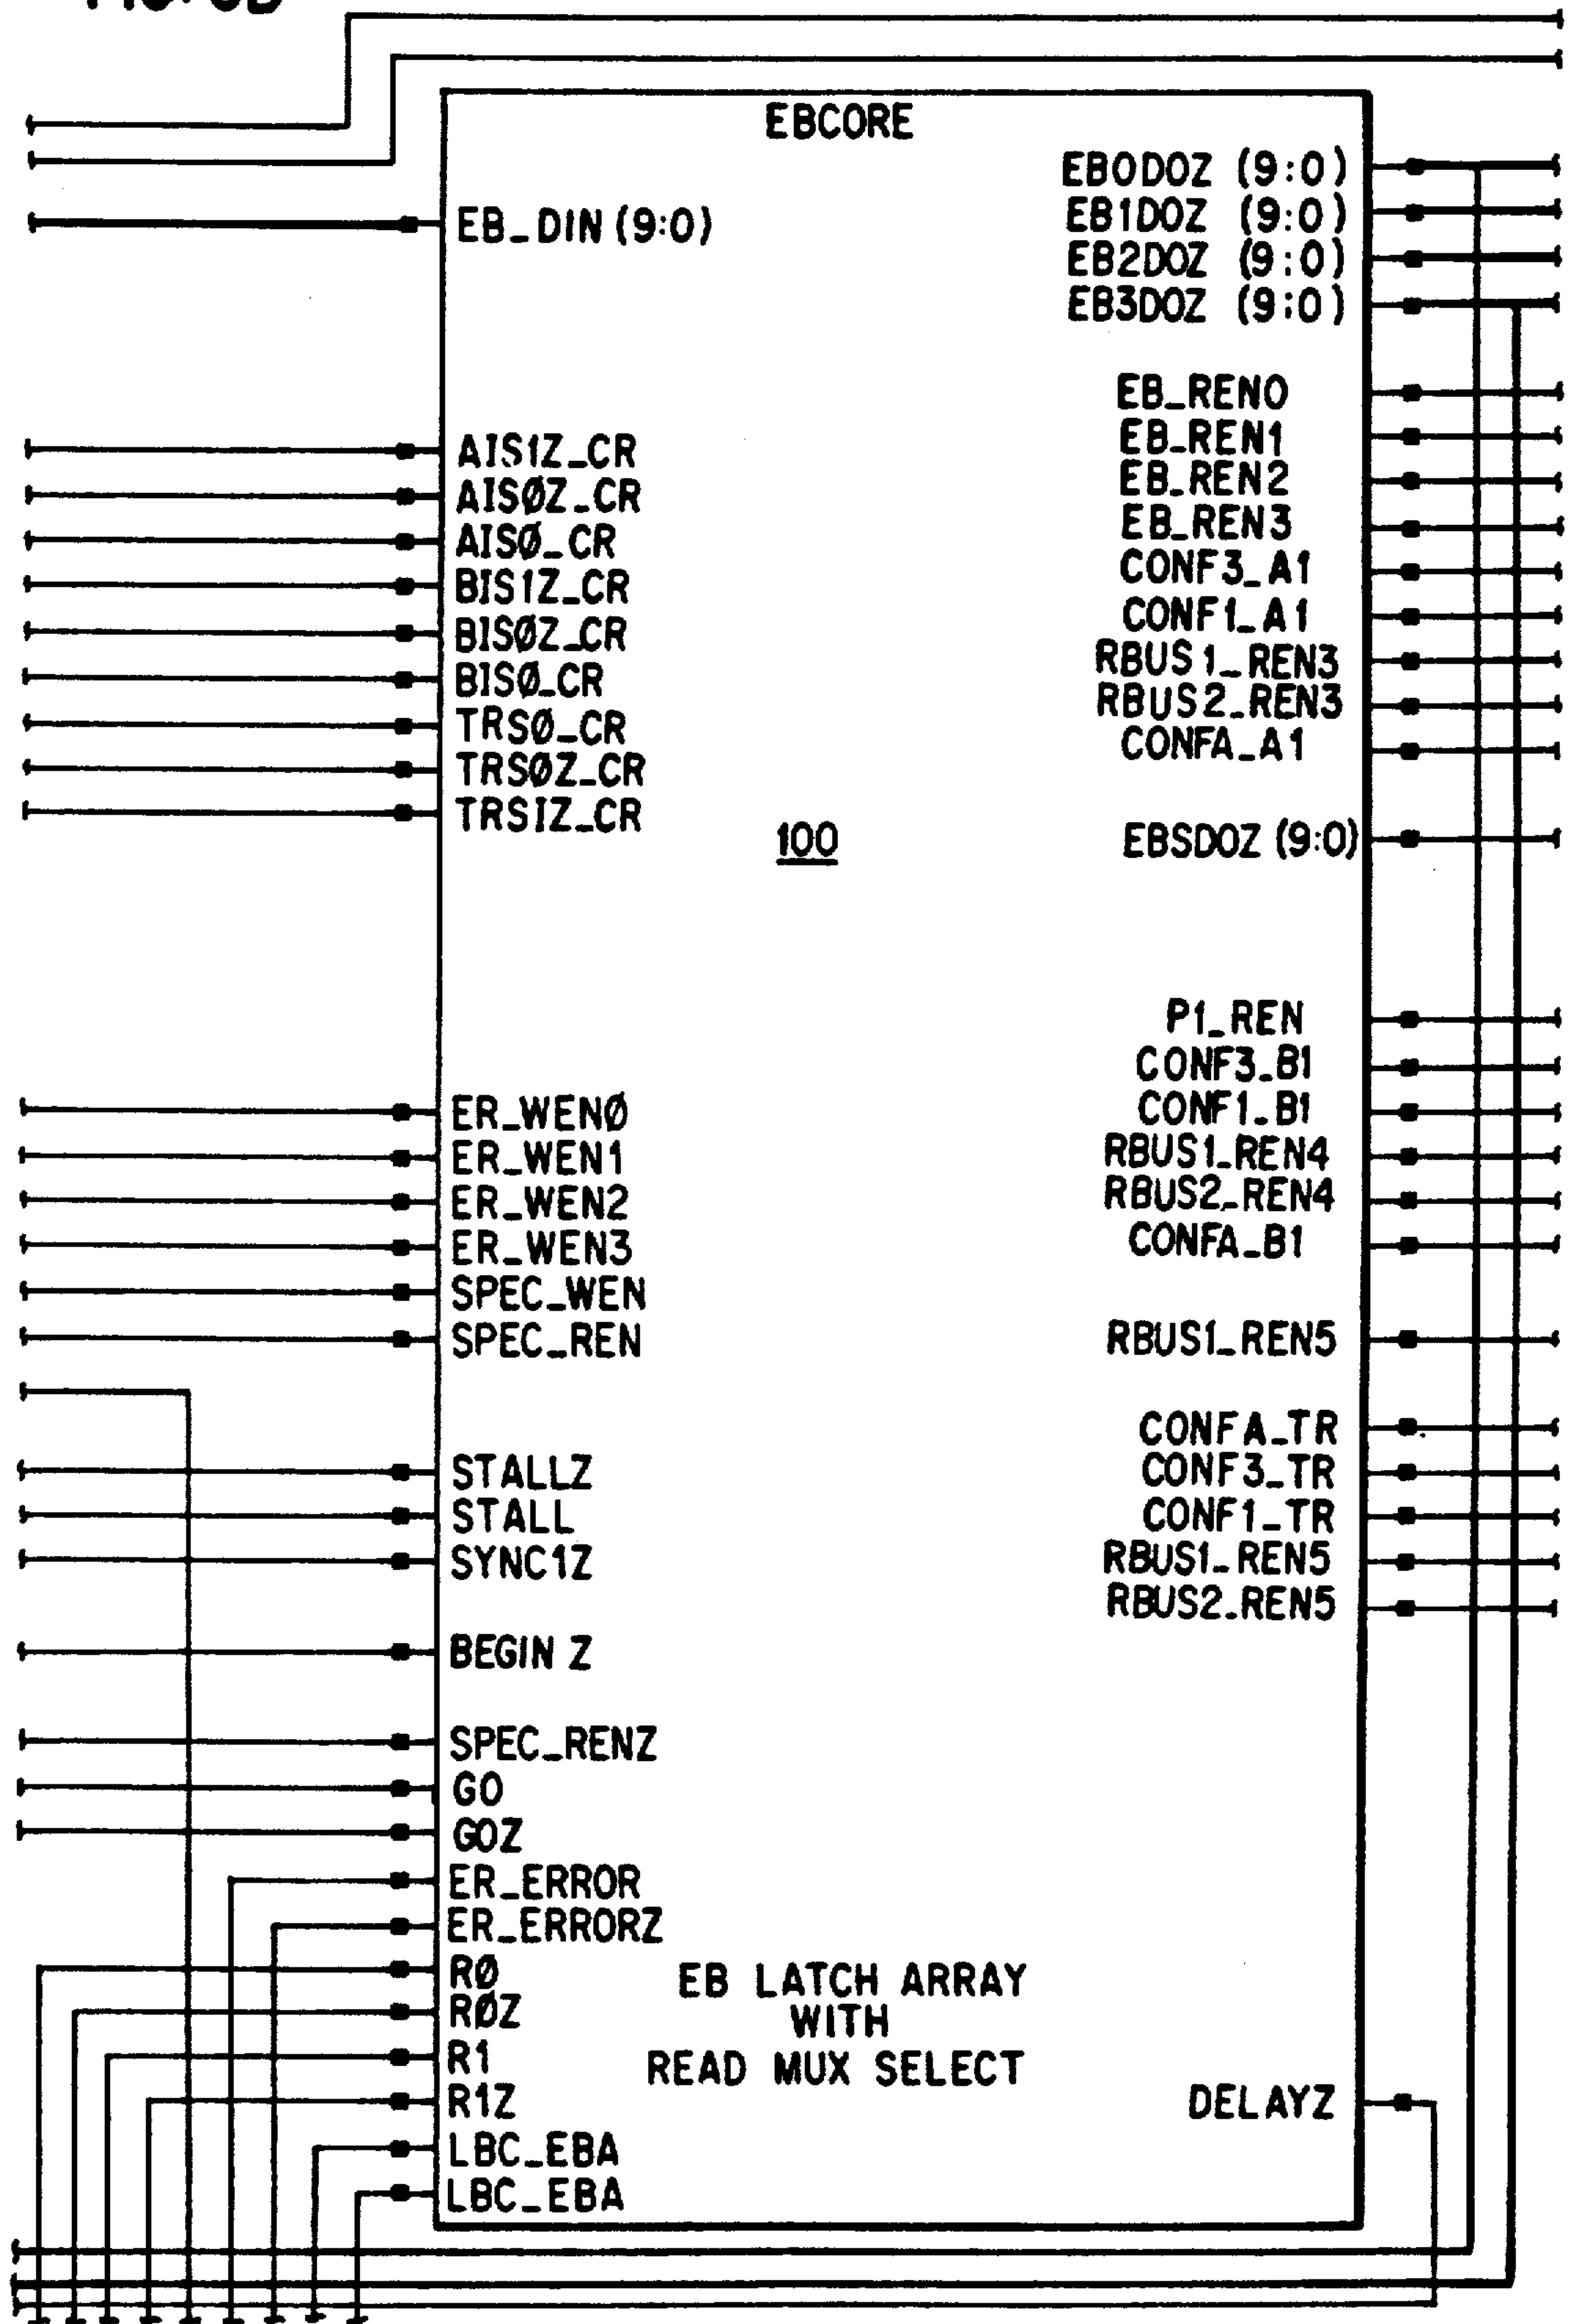 EBCORE
EB_DIN (9:0)
AIS1Z_CR
AISØZ_CR
AISØ_CR
BIS1Z_CR
BISØZ_CR
BISØ_CR
TRSØ_CR
TRSØZ_CR
TRSIZ_CR
ER_WENØ
ER_WEN1
ER_WEN2
ER_WEN3
SPEC_WEN
SPEC_REN
STALLZ
STALL
SYNC1Z
BEGIN Z
SPEC_RENZ
GO
GOZ
ER_ERROR
ER_ERRORZ
RØ
RØZ
R1
R1Z
LBC_EBA
LBC_EBA
100
EB LATCH ARRAY
WITH
READ MUX SELECT
EB0DOZ (9:0)
EB1DOZ (9:0)
EB2DOZ (9:0)
EB3DOZ (9:0)
EB_REN0
EB_REN1
EB_REN2
EB_REN3
CONF3_A1
CONF1_A1
RBUS1_REN3
RBUS2_REN3
CONFA_A1
EBSDOZ (9:0)
P1_REN
CONF3_B1
CONF1_B1
RBUS1_REN4
RBUS2_REN4
CONFA_B1
RBUS1_REN5
CONFA_TR
CONF3_TR
CONF1_TR
RBUS1_REN5
RBUS2_REN5
DELAYZ